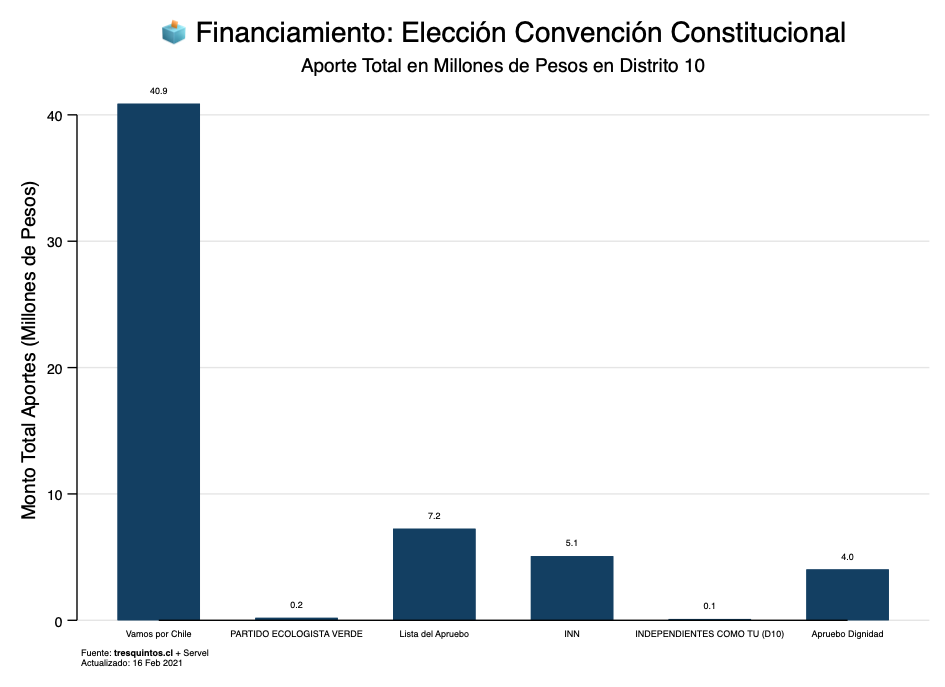 Financiamiento: Elección Convención Constitucional
Aporte Total en Millones de Pesos en Distrito 10
Monto Total Aportes (Millones de Pesos)
40
30
20
10
0
40.9
0.2
7.2
5.1
0.1
4.0
Vamos por Chile
PARTIDO ECOLOGISTA VERDE
Lista del Apruebo
INN
INDEPENDIENTES COMO TU (D10)
Apruebo Dignidad
Fuente: tresquintos.cl + Servel
Actualizado: 16 Feb 2021